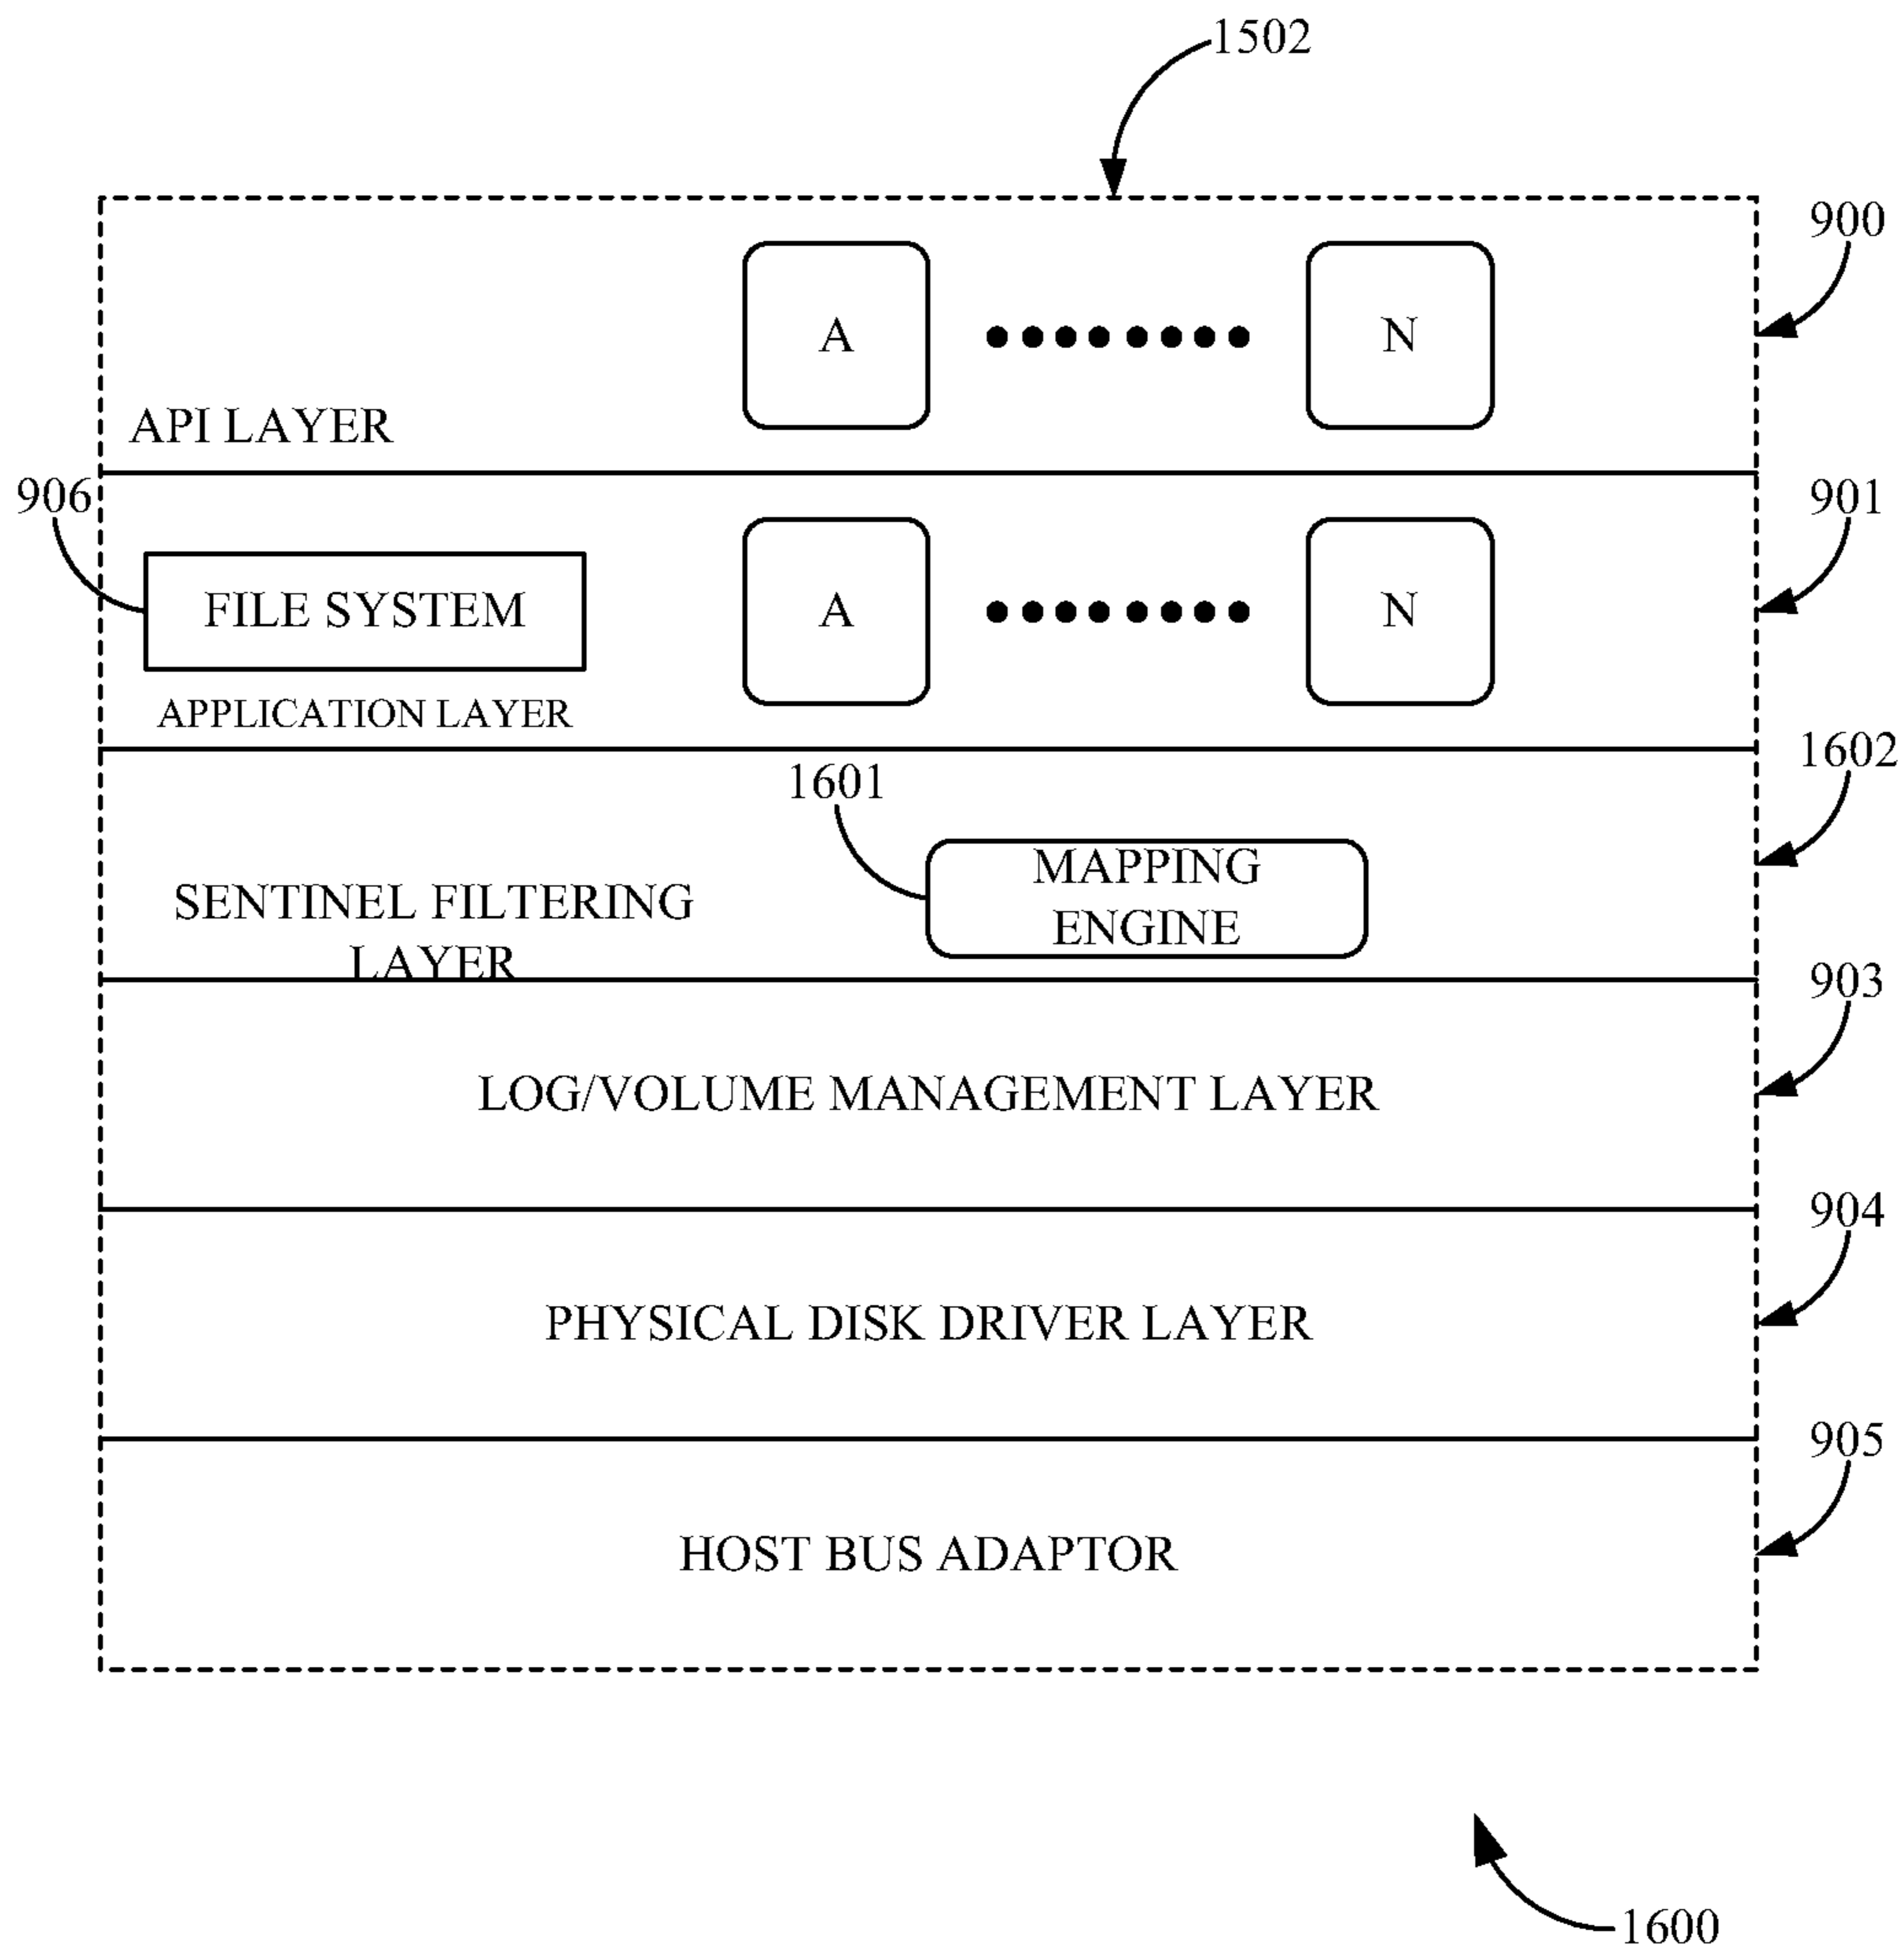 1502
900
A
N
API LAYER
906
901
FILE SYSTEM
A
N
APPLICATION LAYER
1602
1601
MAPPING
ENGINE
SENTINEL FILTERING
LAYER
903
LOG/VOLUME MANAGEMENT LAYER
904
PHYSICAL DISK DRIVER LAYER
905
HOST BUS ADAPTOR
1600